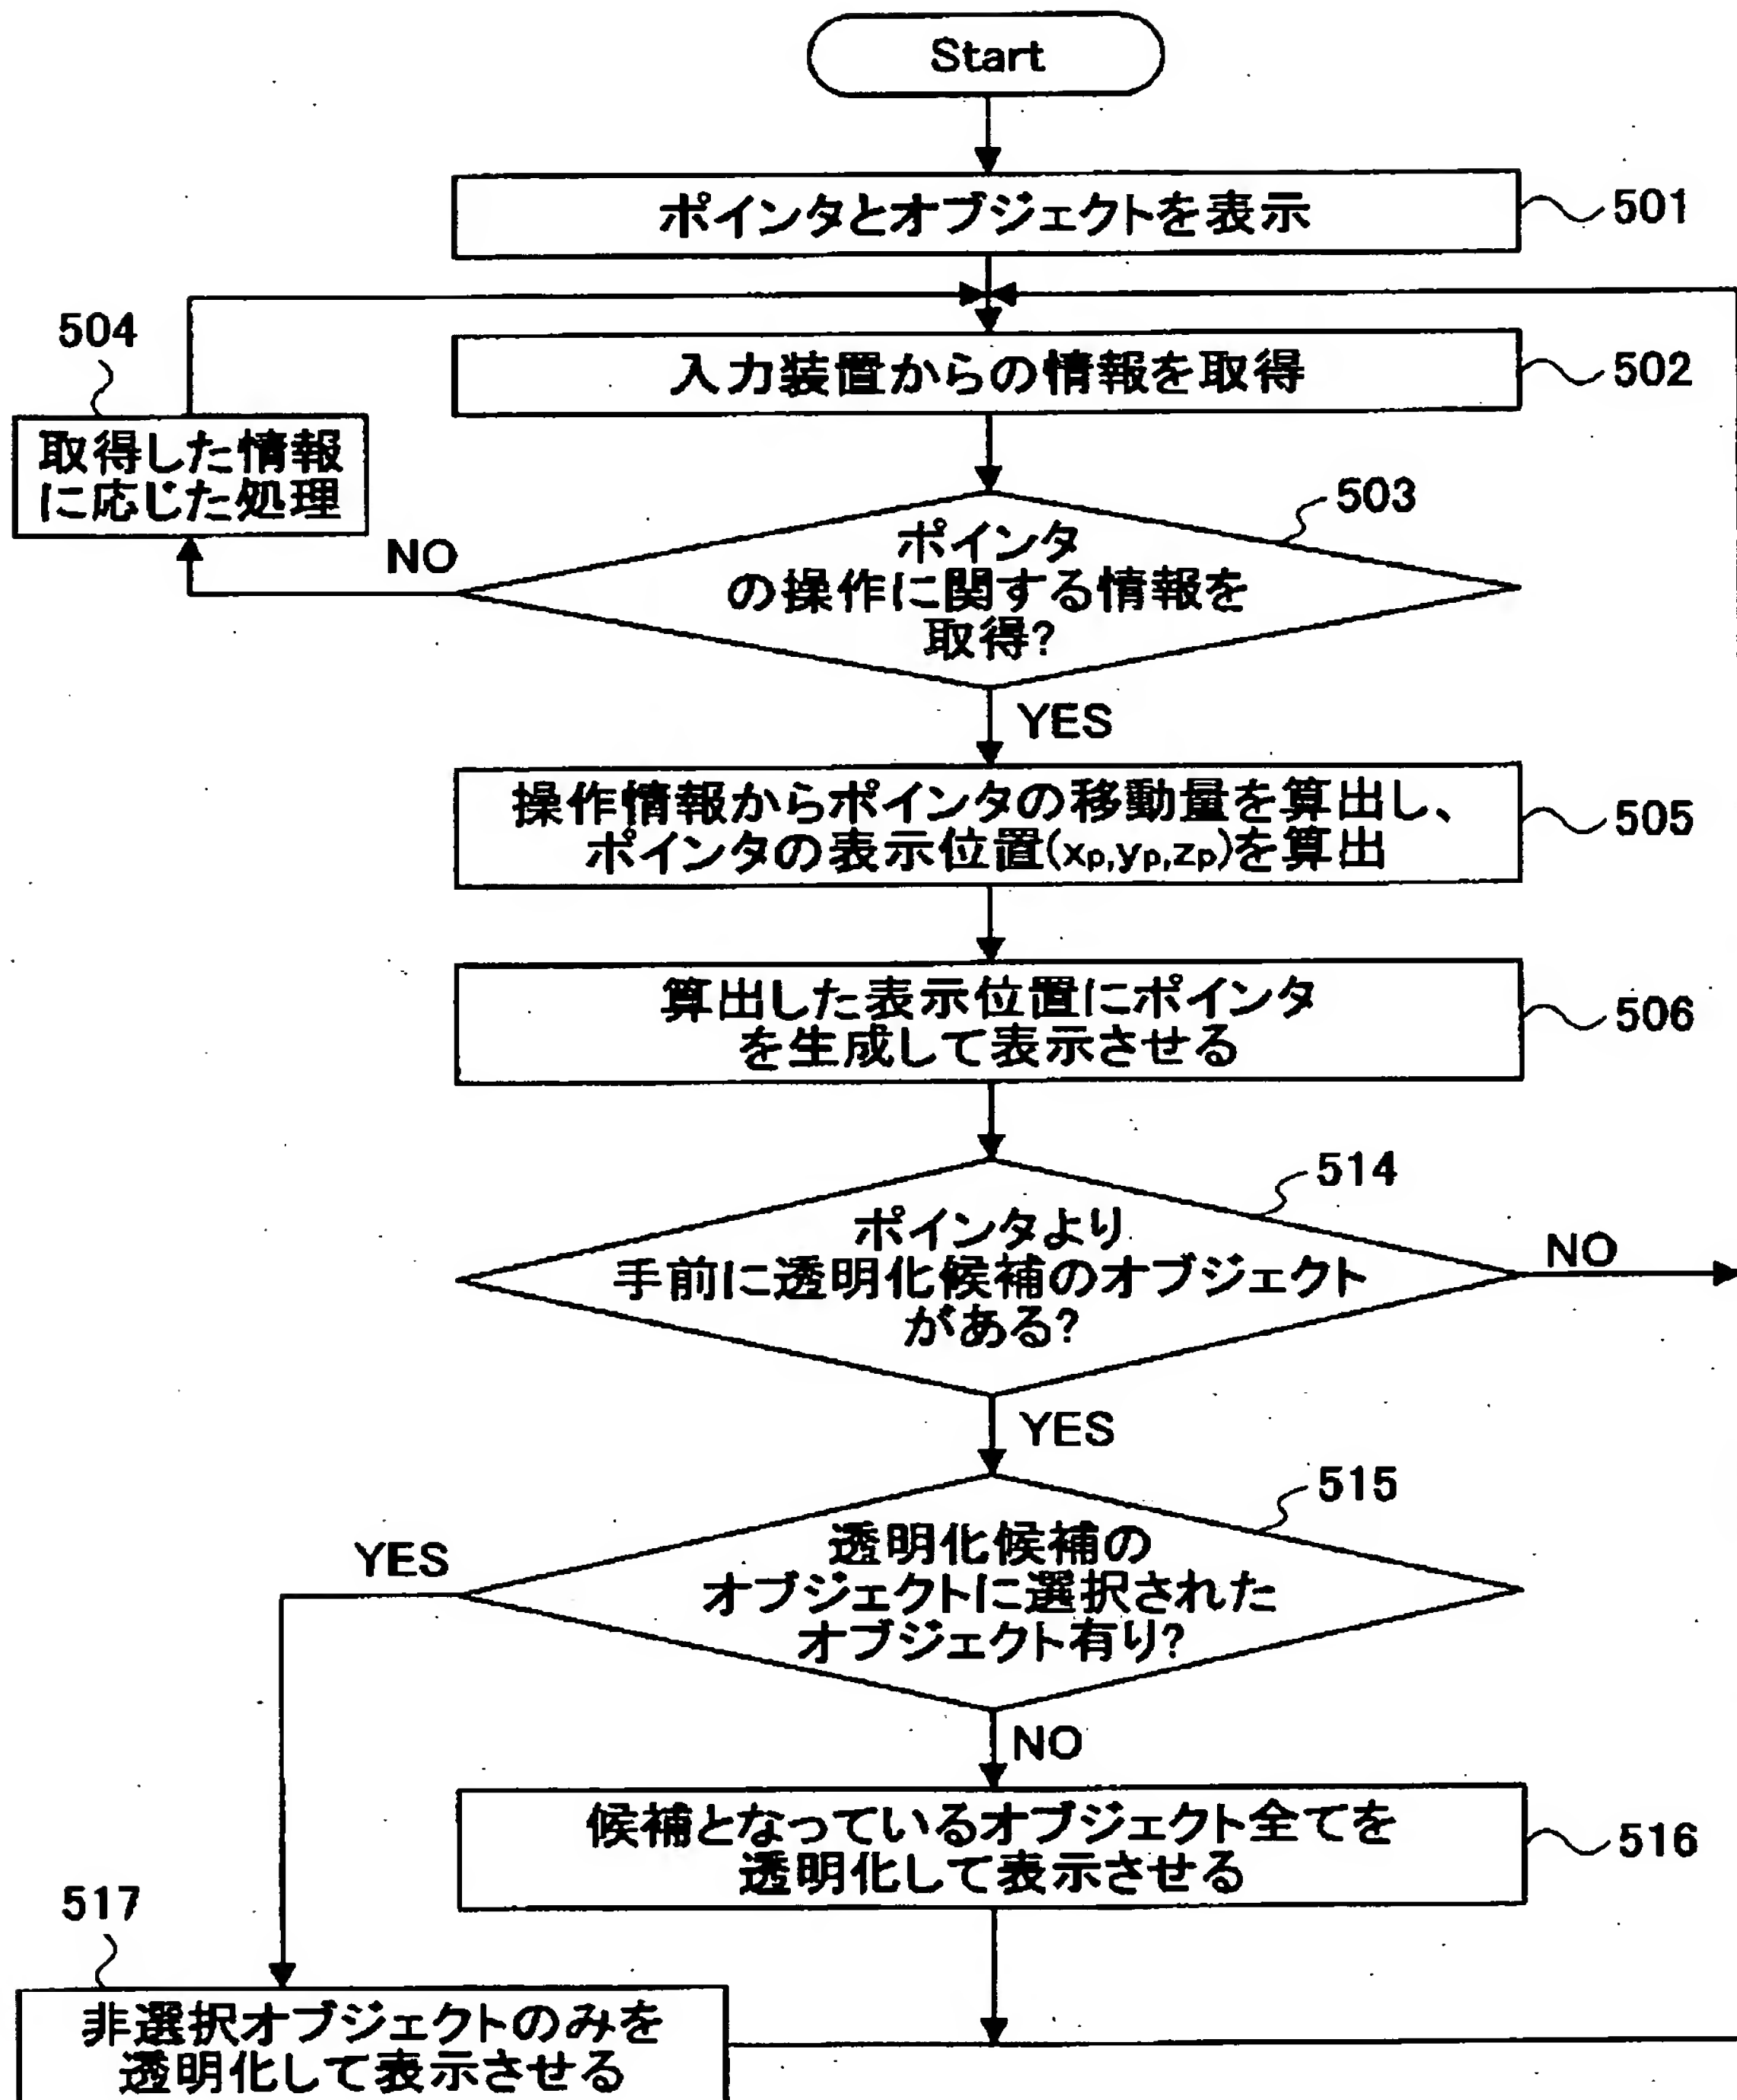 Start
ポインタとオブジェクトを表示
501
504
入力装置からの情報を取得
502
取得した情報
に応じた処理
503
NO
ポインタ
の操作に関する情報を
取得?
YES
操作情報からポインタの移動量を算出し、
ポインタの表示位置(xp,yp,zp)を算出
505
算出した表示位置にポインタ
を生成して表示させる
506
514
ポインタより
手前に透明化候補のオブジェクト
がある?
NO
YES
515
YES
透明化候補の
オブジェクトに選択された
オブジェクト有り?
NO
候補となっているオブジェクト全てを
透明化して表示させる
516
517
非選択オブジェクトのみを
透明化して表示させる